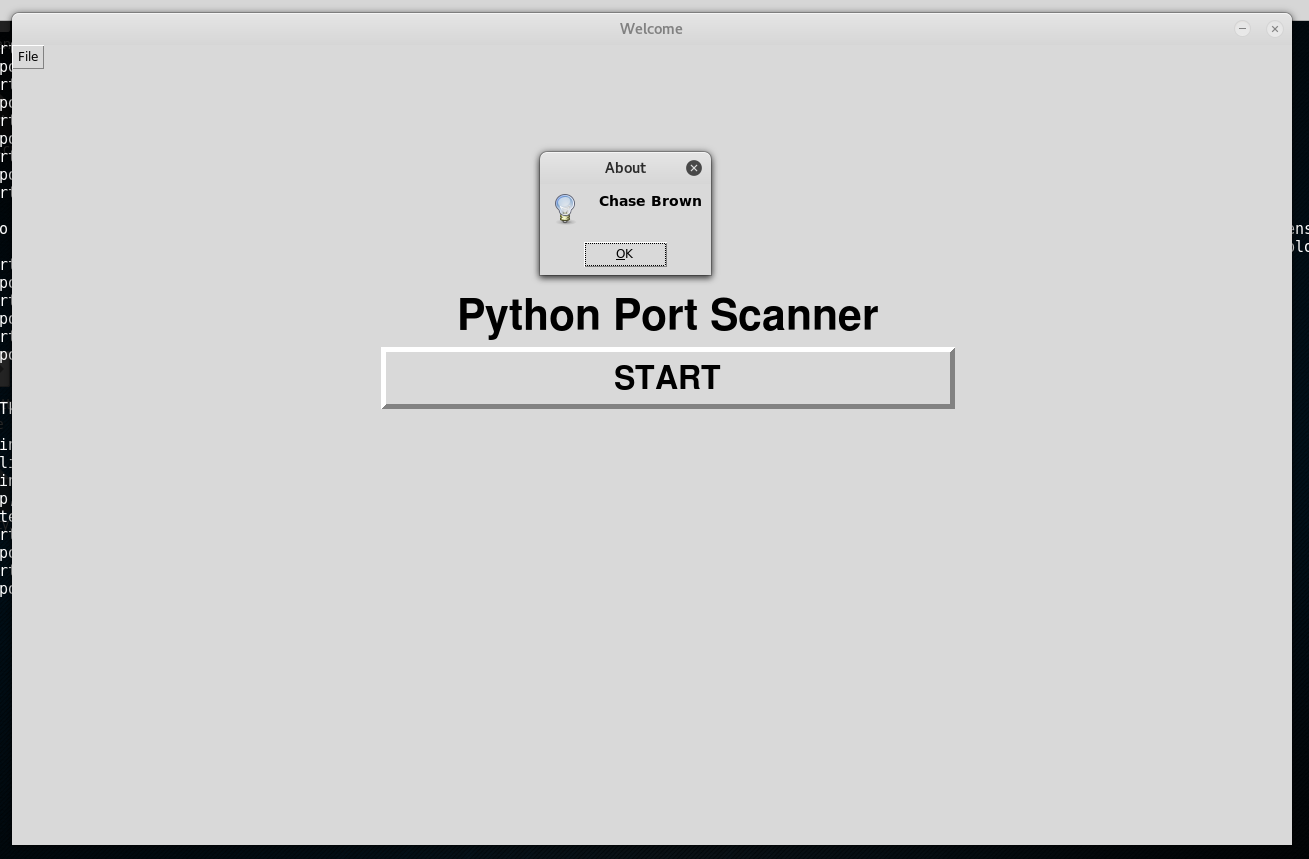 Welcome
File
About
Chase Brown
OK
Python Port Scanner
START